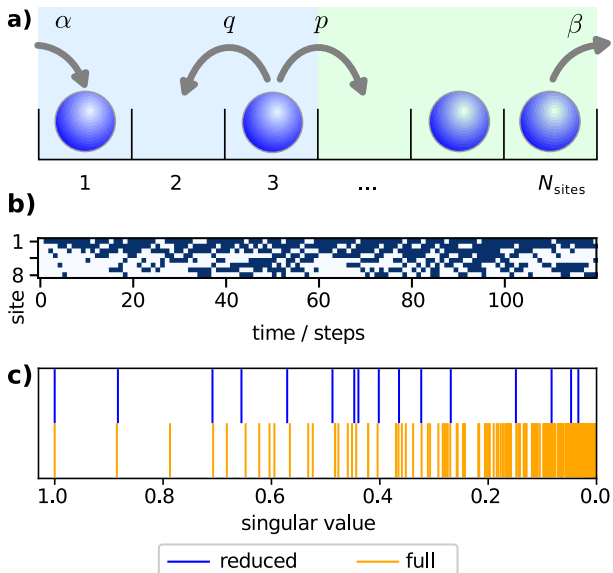 a)
α q p β
1 2 3 ... N_sites
b)
site
1
8
0 20 40 60 80 100
time / steps
c)
1.0 0.8 0.6 0.4 0.2 0.0
singular value
reduced full